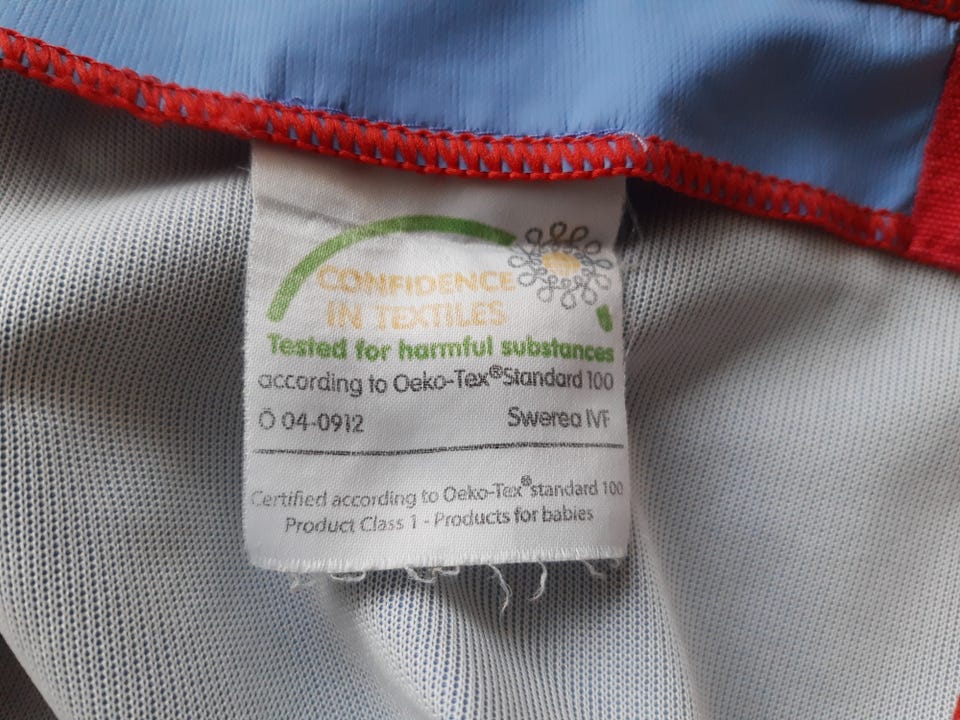 CONFIDENCE
IN TEXTILES
Tested for harmful substances
according to Oeko-Tex®Standard 100
Ö 04-0912 Swerea IVF
Certified according to Oeko-Tex®standard 100
Product Class 1 - Products for babies